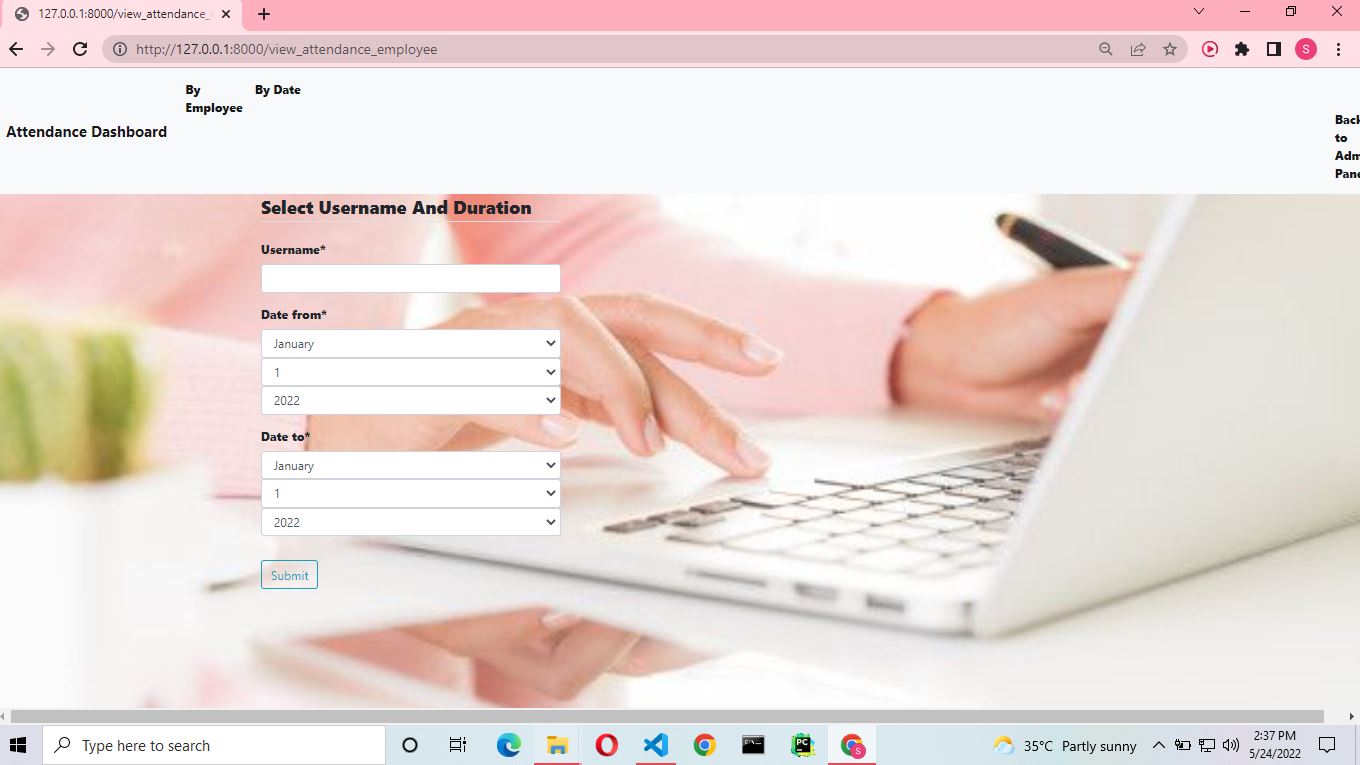 127.0.0.1:8000/view_attendance_
http://127.0.0.1:8000/view_attendance_employee
S
By
Employee
By Date
Attendance Dashboard
Back
to
Adm
Pane
Select Username And Duration
Username*
Date from*
January
1
2022
Date to*
January
1
2022
Submit
Type here to search
PC
S
35°C Partly sunny
2:37 PM
5/24/2022